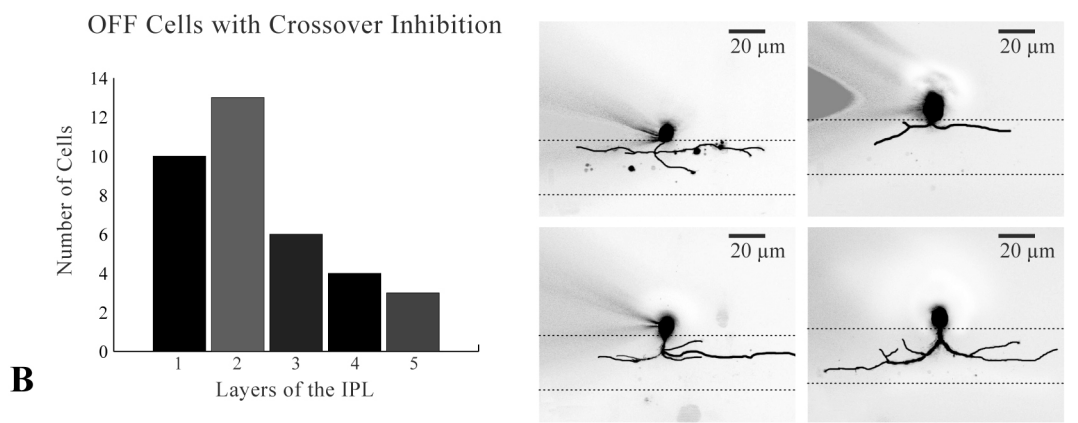 OFF Cells with Crossover Inhibition
Number of Cells
14
12
10
8
6
4
2
0
1 2 3 4 5
Layers of the IPL
B
20 µm
20 µm
20 µm
20 µm